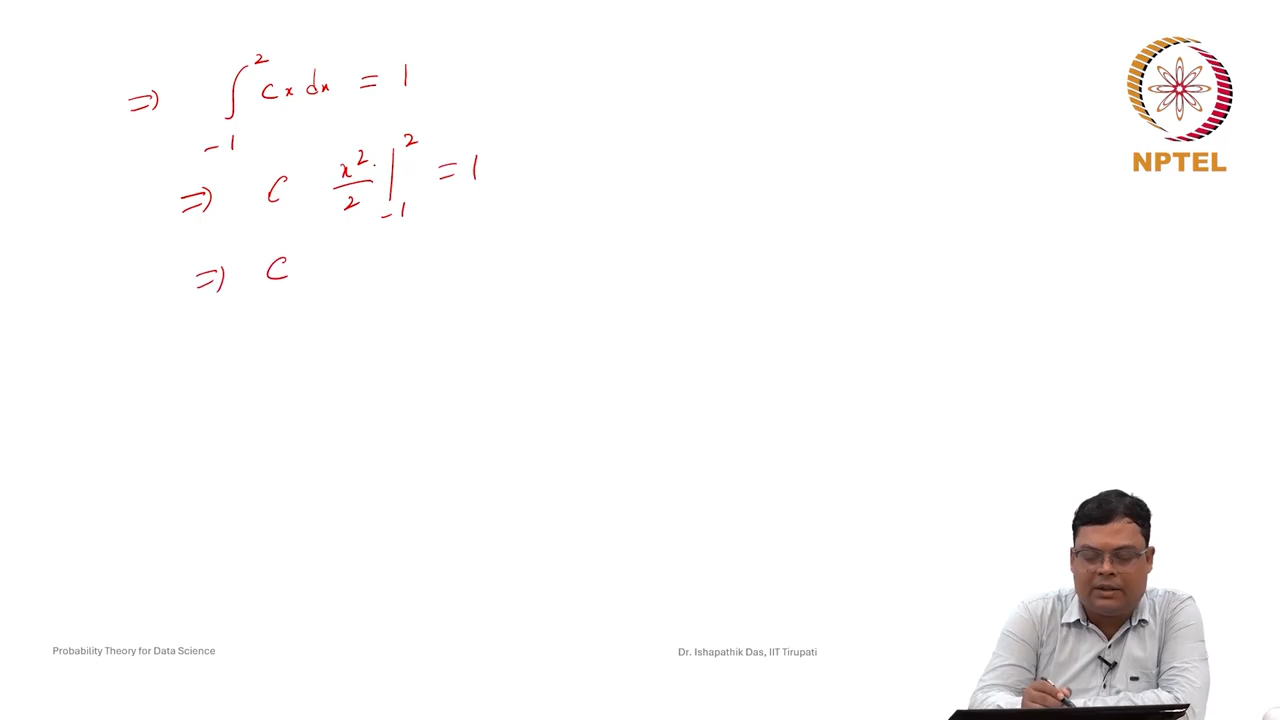 ⇒ ∫_{-1}^{2} cx dx = 1
⇒ C x²/2 |_{-1}^{2} = 1
⇒ C
NPTEL
Probability Theory for Data Science
Dr. Ishapathik Das, IIT Tirupati